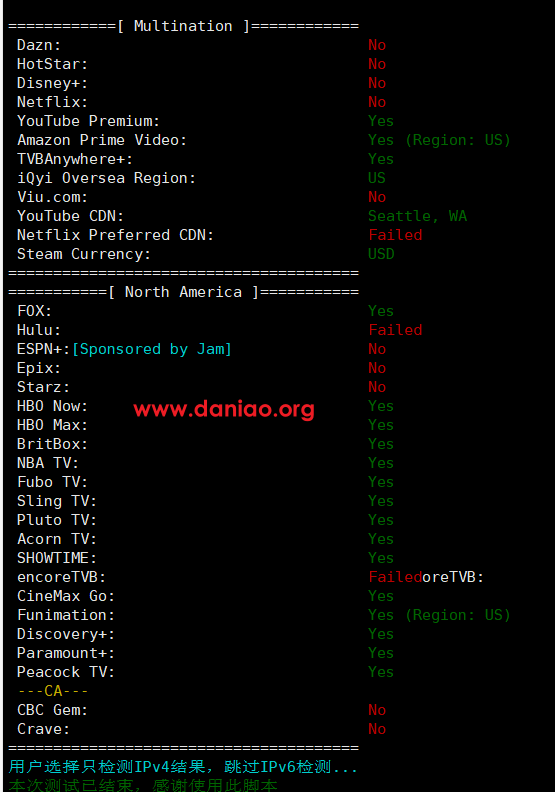 ============[ Multination ]============
Dazn: No
HotStar: No
Disney+: No
Netflix: No
YouTube Premium: Yes
Amazon Prime Video: Yes (Region: US)
TVBAnywhere+: Yes
iQyi Oversea Region: US
Viu.com: No
YouTube CDN: Seattle, WA
Netflix Preferred CDN: Failed
Steam Currency: USD
=======================================
===========[ North America ]===========
FOX: Yes
Hulu: Failed
ESPN+:[Sponsored by Jam] No
Epix: No
Starz: No
HBO Now: Yes
www.daniao.org
HBO Max: Yes
BritBox: Yes
NBA TV: Yes
Fubo TV: Yes
Sling TV: Yes
Pluto TV: Yes
Acorn TV: Yes
SHOWTIME: Yes
encoreTVB: FailedoreTVB:
CineMax Go: Yes
Funimation: Yes (Region: US)
Discovery+: Yes
Paramount+: Yes
Peacock TV: Yes
---CA---
CBC Gem: No
Crave: No
=======================================
用户选择只检测IPv4结果，跳过IPv6检测...
本次测试已结束，感谢使用此脚本